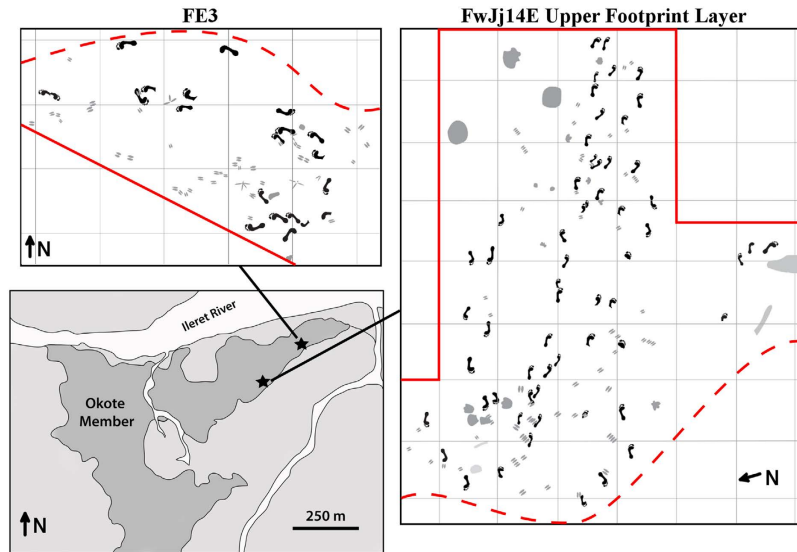 FE3
FwJj14E Upper Footprint Layer
N
Ileret River
Okote
Member
N
250 m
N